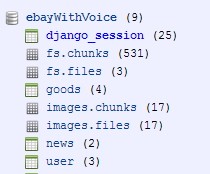 ebayWithVoice (9)
django_session (25)
fs.chunks (531)
fs.files (3)
goods (4)
images.chunks (17)
images.files (17)
news (2)
user (3)